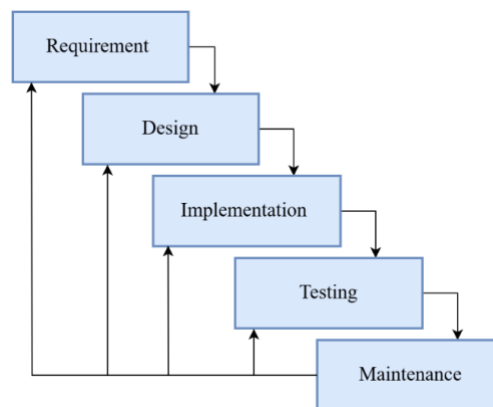 Requirement
Design
Implementation
Testing
Maintenance